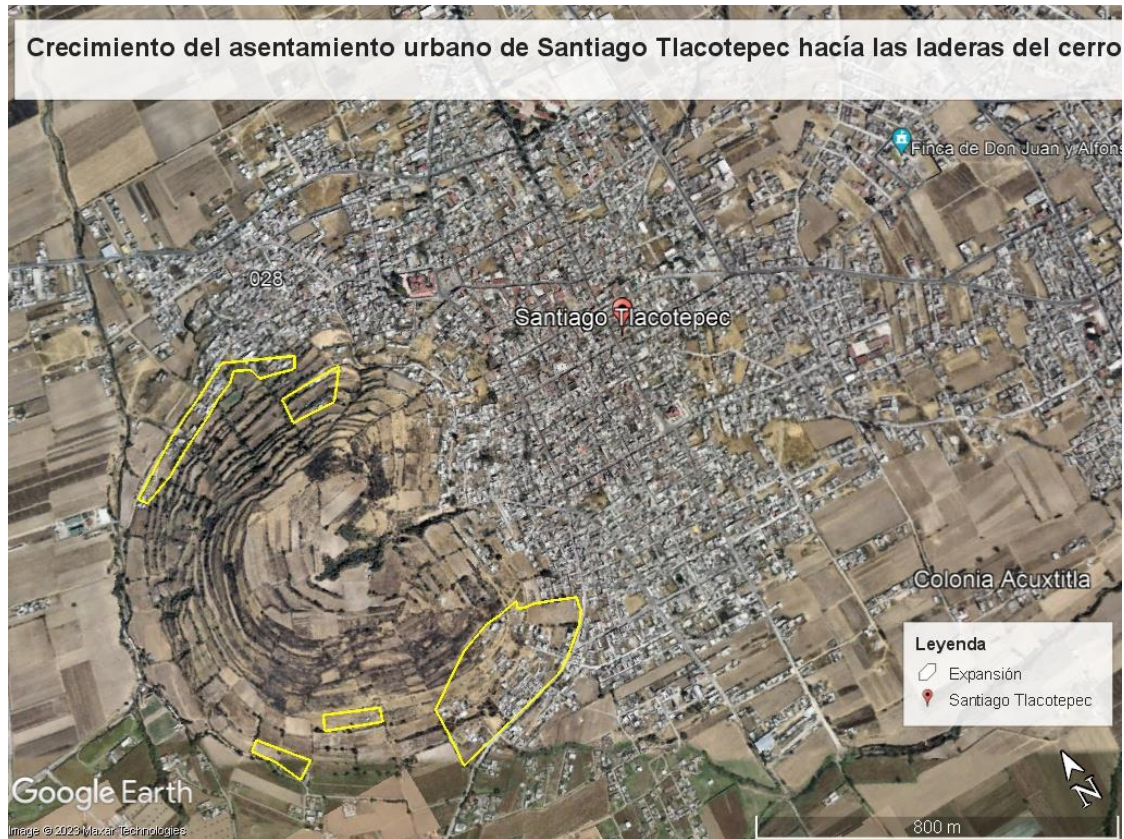 Crecimiento del asentamiento urbano de Santiago Tlacotepec hacía las laderas del cerro
Finca de Don Juan y Alfons
028
Santiago Tlacotepec
Colonia Acuxtitla
Leyenda
Expansión
Santiago Tlacotepec
N
Google Earth
Image © 2023 Maxar Technologies
800 m